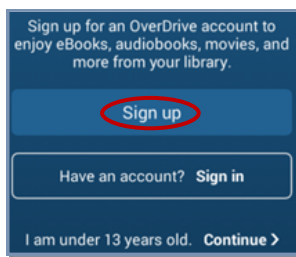 Sign up for an OverDrive account to
enjoy eBooks, audiobooks, movies, and
more from your library.
Sign up
Have an account? Sign in
I am under 13 years old. Continue >